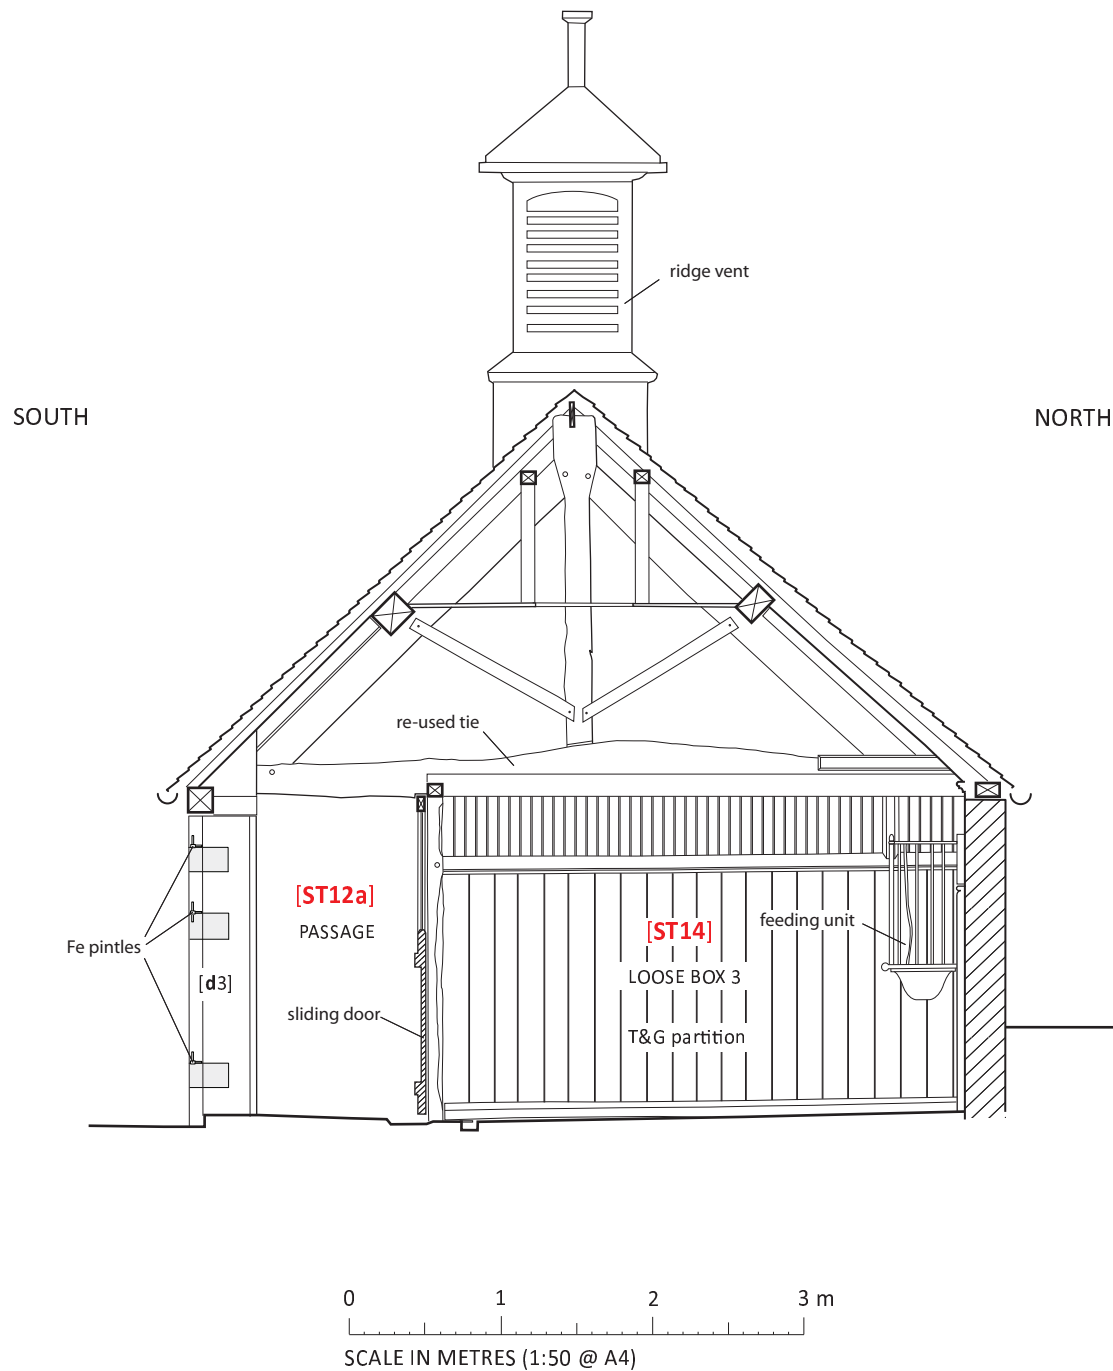 ridge vent
SOUTH
NORTH
re-used tie
[ST12a]
PASSAGE
[ST14]
feeding unit
Fe pintles
LOOSE BOX 3
[d3]
sliding door
T&G partition
0 1 2 3 m
SCALE IN METRES (1:50 @ A4)